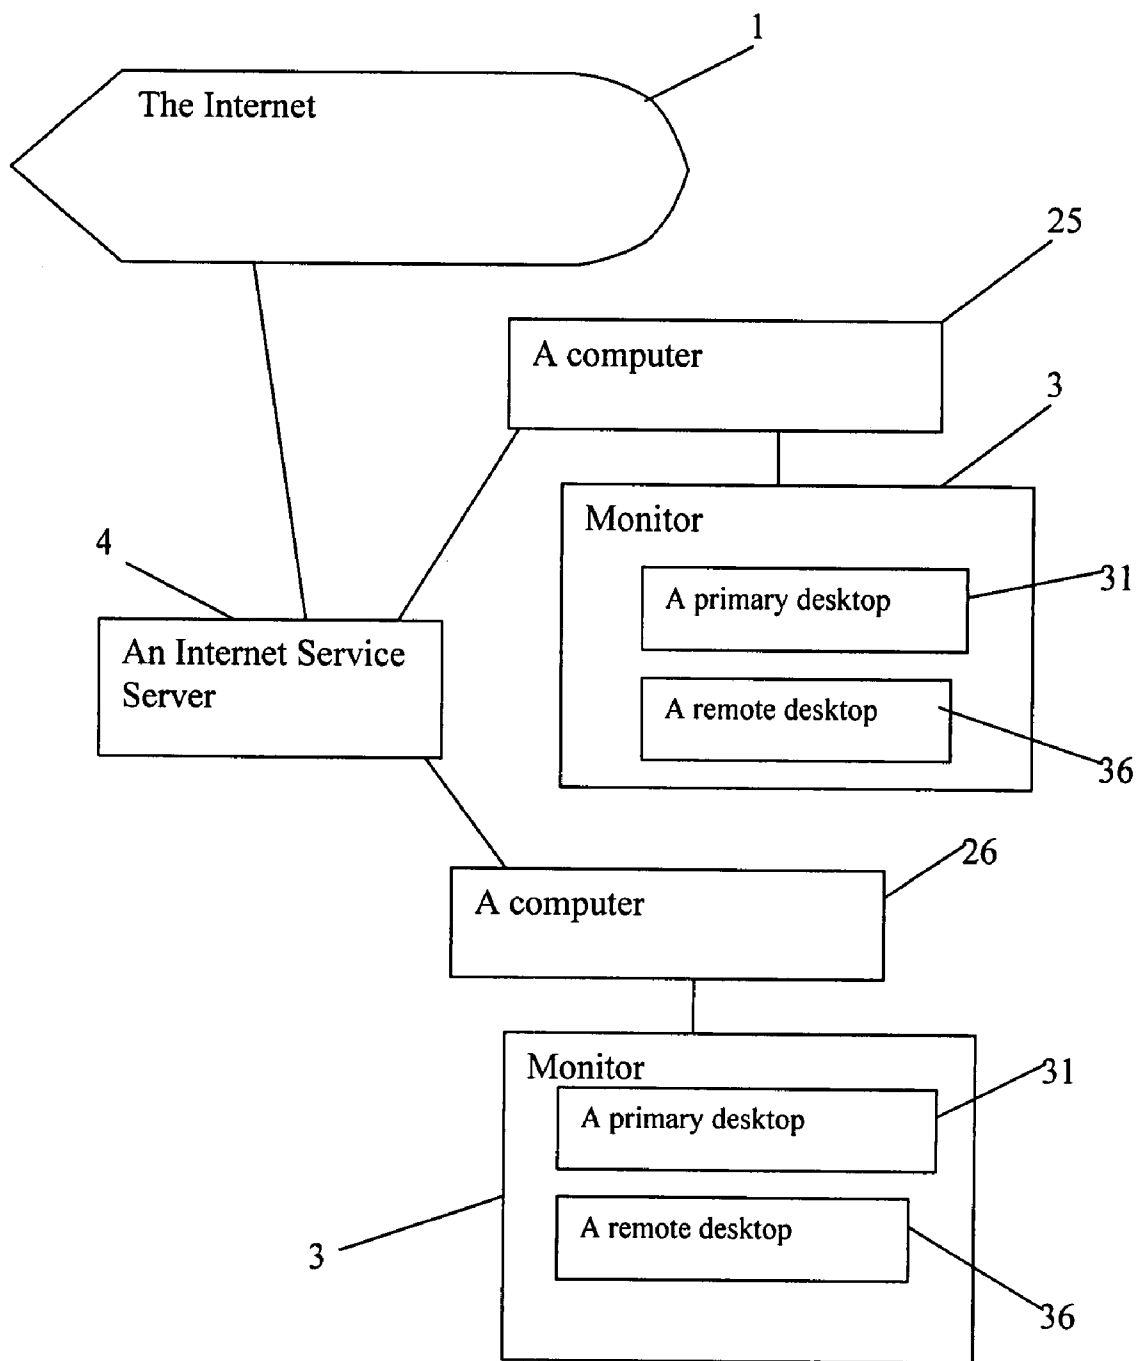 1
The Internet
25
A computer
3
Monitor
4
31
A primary desktop
An Internet Service
Server
A remote desktop
36
26
A computer
Monitor
31
A primary desktop
A remote desktop
3
36